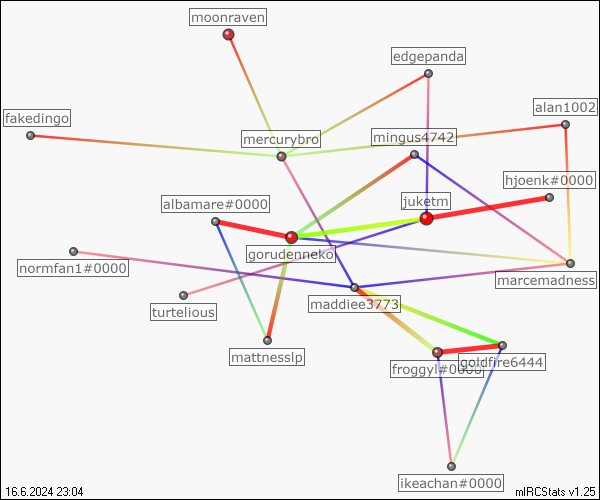 moonraven
edgepanda
alan1002
fakedingo
mercurybro
mingus4742
hjoenk#0000
albamare#0000
juketm
gorudenneko
normfan1#0000
marcemadness
maddiee3773
turtelious
mattnesslp
goldfire6444
froggyl#0000
ikeachan#0000
16.6.2024 23:04
mIRCStats v1.25